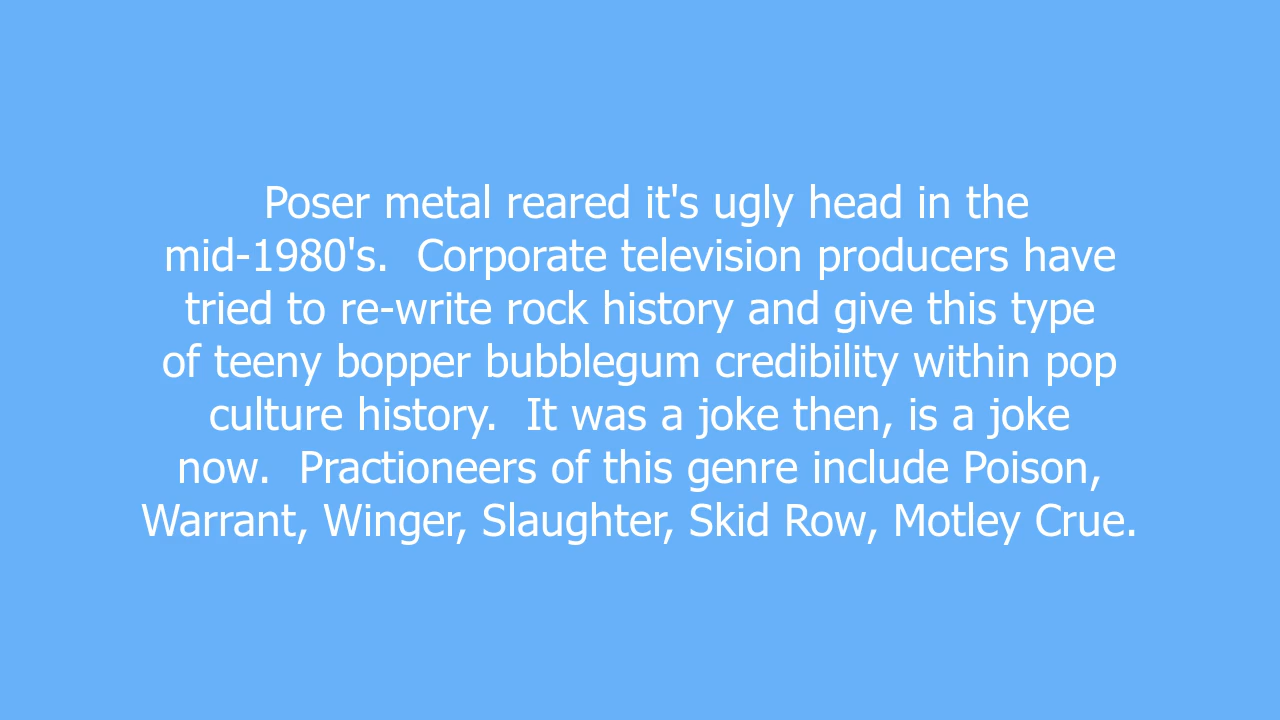 Poser metal reared it's ugly head in the
mid-1980's.  Corporate television producers have
tried to re-write rock history and give this type
of teeny bopper bubblegum credibility within pop
culture history.  It was a joke then, is a joke
now.  Practioneers of this genre include Poison,
Warrant, Winger, Slaughter, Skid Row, Motley Crue.